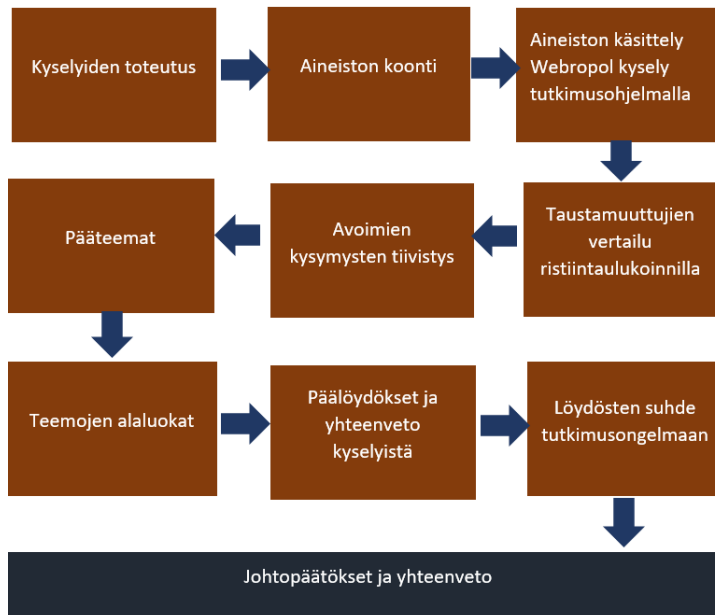 Kyselyiden toteutus
Aineiston koonti
Aineiston käsittely
Webropol kysely
tutkimusohjelmalla
Taustamuuttujien
vertailu
ristiintaulukoinnilla
Avoimien
kysymysten tiivistys
Pääteemat
Teemojen alaluokat
Päälöydökset ja
yhteenveto
kyselyistä
Löydösten suhde
tutkimusongelmaan
Johtopäätökset ja yhteenveto